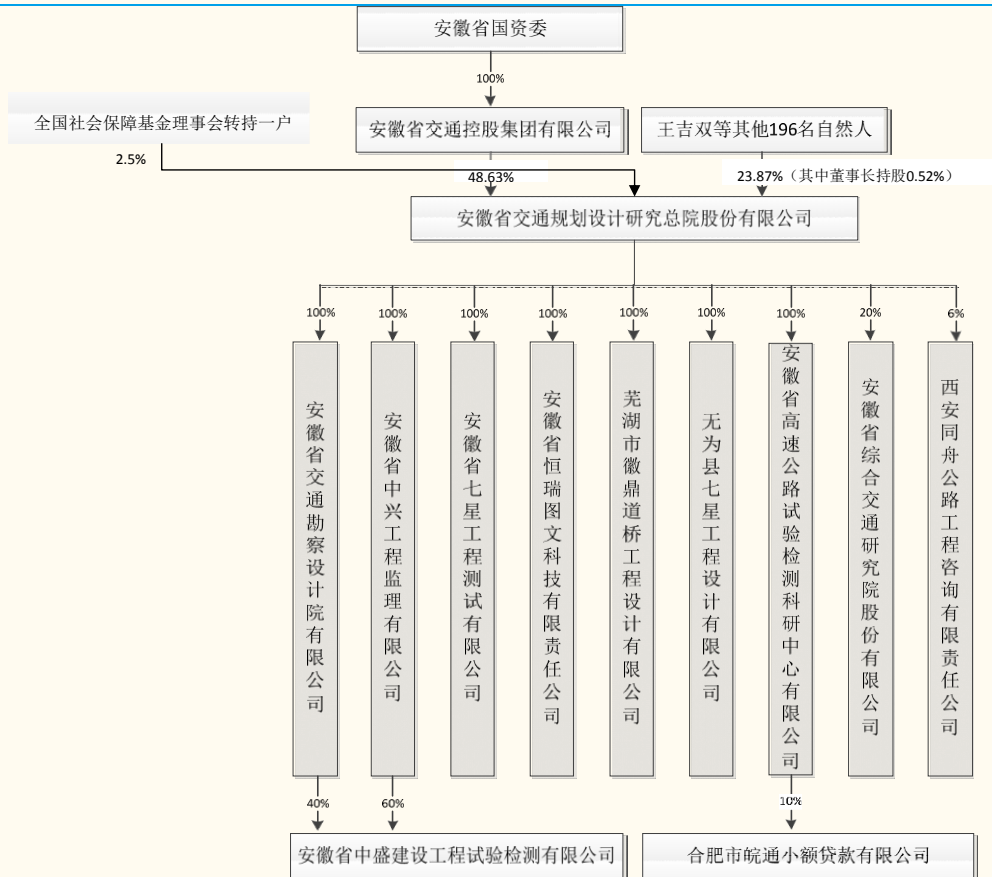 安徽省国资委
100%
全国社会保障基金理事会转持一户
安徽省交通控股集团有限公司
王吉双等其他196名自然人
2.5%
48.63%
23.87%（其中董事长持股0.52%）
安徽省交通规划设计研究总院股份有限公司
100%
100%
100%
100%
100%
100%
100%
20%
6%
安徽省交通勘察设计院有限公司
安徽省中兴工程监理有限公司
安徽省七星工程测试有限公司
安徽省恒瑞图文科技有限责任公司
芜湖市徽鼎道桥工程设计有限公司
无为县七星工程设计有限公司
安徽省高速公路试验检测科研中心有限公司
安徽省综合交通研究院股份有限公司
西安同舟公路工程咨询有限责任公司
40%
60%
10%
安徽省中盛建设工程试验检测有限公司
合肥市皖通小额贷款有限公司